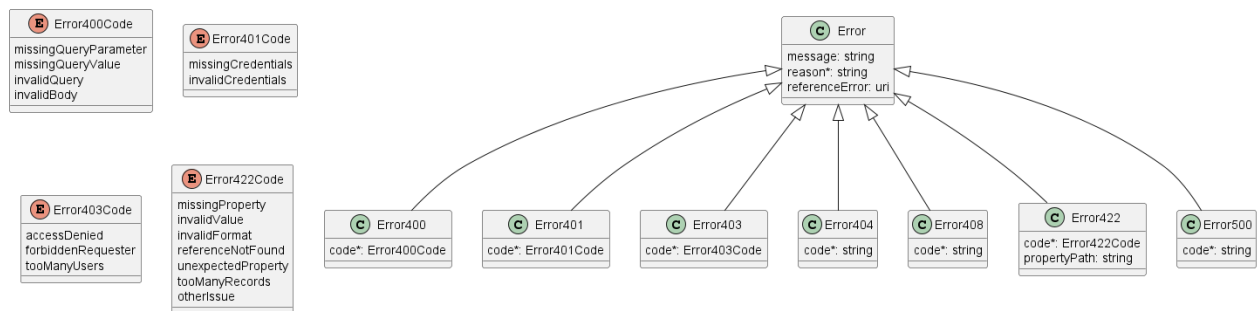 E Error400Code
missingQueryParameter
missingQueryValue
invalidQuery
invalidBody
E Error401Code
missingCredentials
invalidCredentials
C Error
message: string
reason*: string
referenceError: uri
E Error403Code
accessDenied
forbiddenRequester
tooManyUsers
E Error422Code
missingProperty
invalidValue
invalidFormat
referenceNotFound
unexpectedProperty
tooManyRecords
otherIssue
C Error400
code*: Error400Code
C Error401
code*: Error401Code
C Error403
code*: Error403Code
C Error404
code*: string
C Error408
code*: string
C Error422
code*: Error422Code
propertyPath: string
C Error500
code*: string